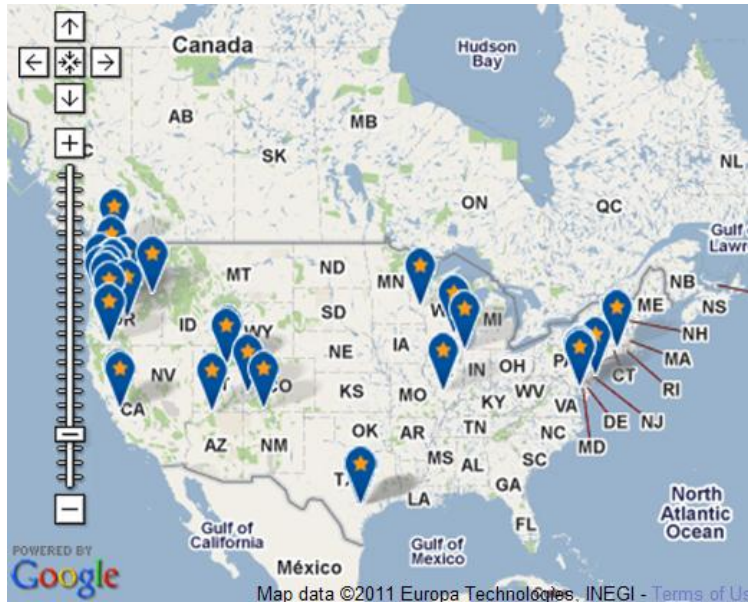 Canada
Hudson
Bay
AB
MB
SK
NL
ON
QC
Gulf
Lawr
NB
NS
MT
ND
MN
ME
ID
WY
SD
MI
NH
MA
RI
CT
NV
NE
IA
IN
OH
CO
KS
MO
KY
WV
VA
NJ
DE
MD
CA
AZ
NM
OK
AR
TN
NC
SC
MS
AL
GA
LA
FL
North
Atlantic
Ocean
Gulf of
California
Gulf of
Mexico
México
POWERED BY
Google
Map data ©2011 Europa Technologies, INEGI - Terms of Us